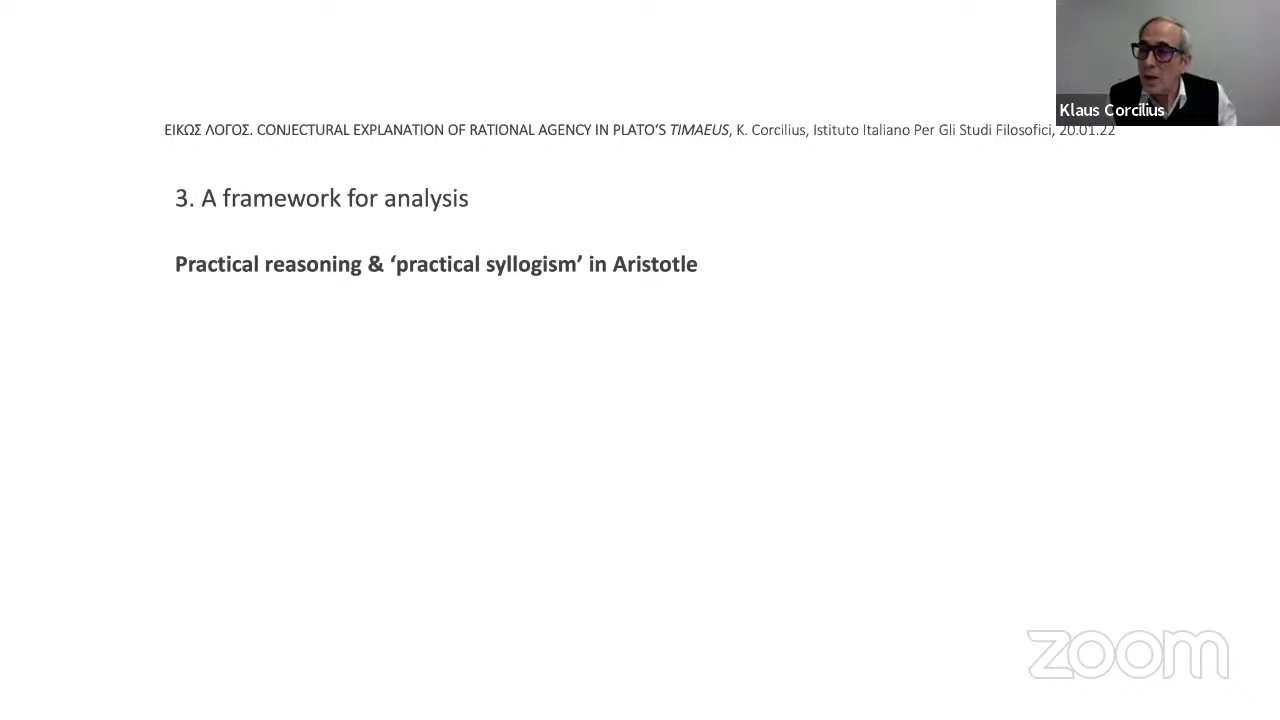 Klaus Corcilius
ΕΙΚΩΣ ΛΟΓΟΣ. CONJECTURAL EXPLANATION OF RATIONAL AGENCY IN PLATO‘S TIMAEUS, K. Corcilius, Istituto Italiano Per Gli Studi Filosofici, 20.01.22
3. A framework for analysis
Practical reasoning & ‘practical syllogism’ in Aristotle
zoom